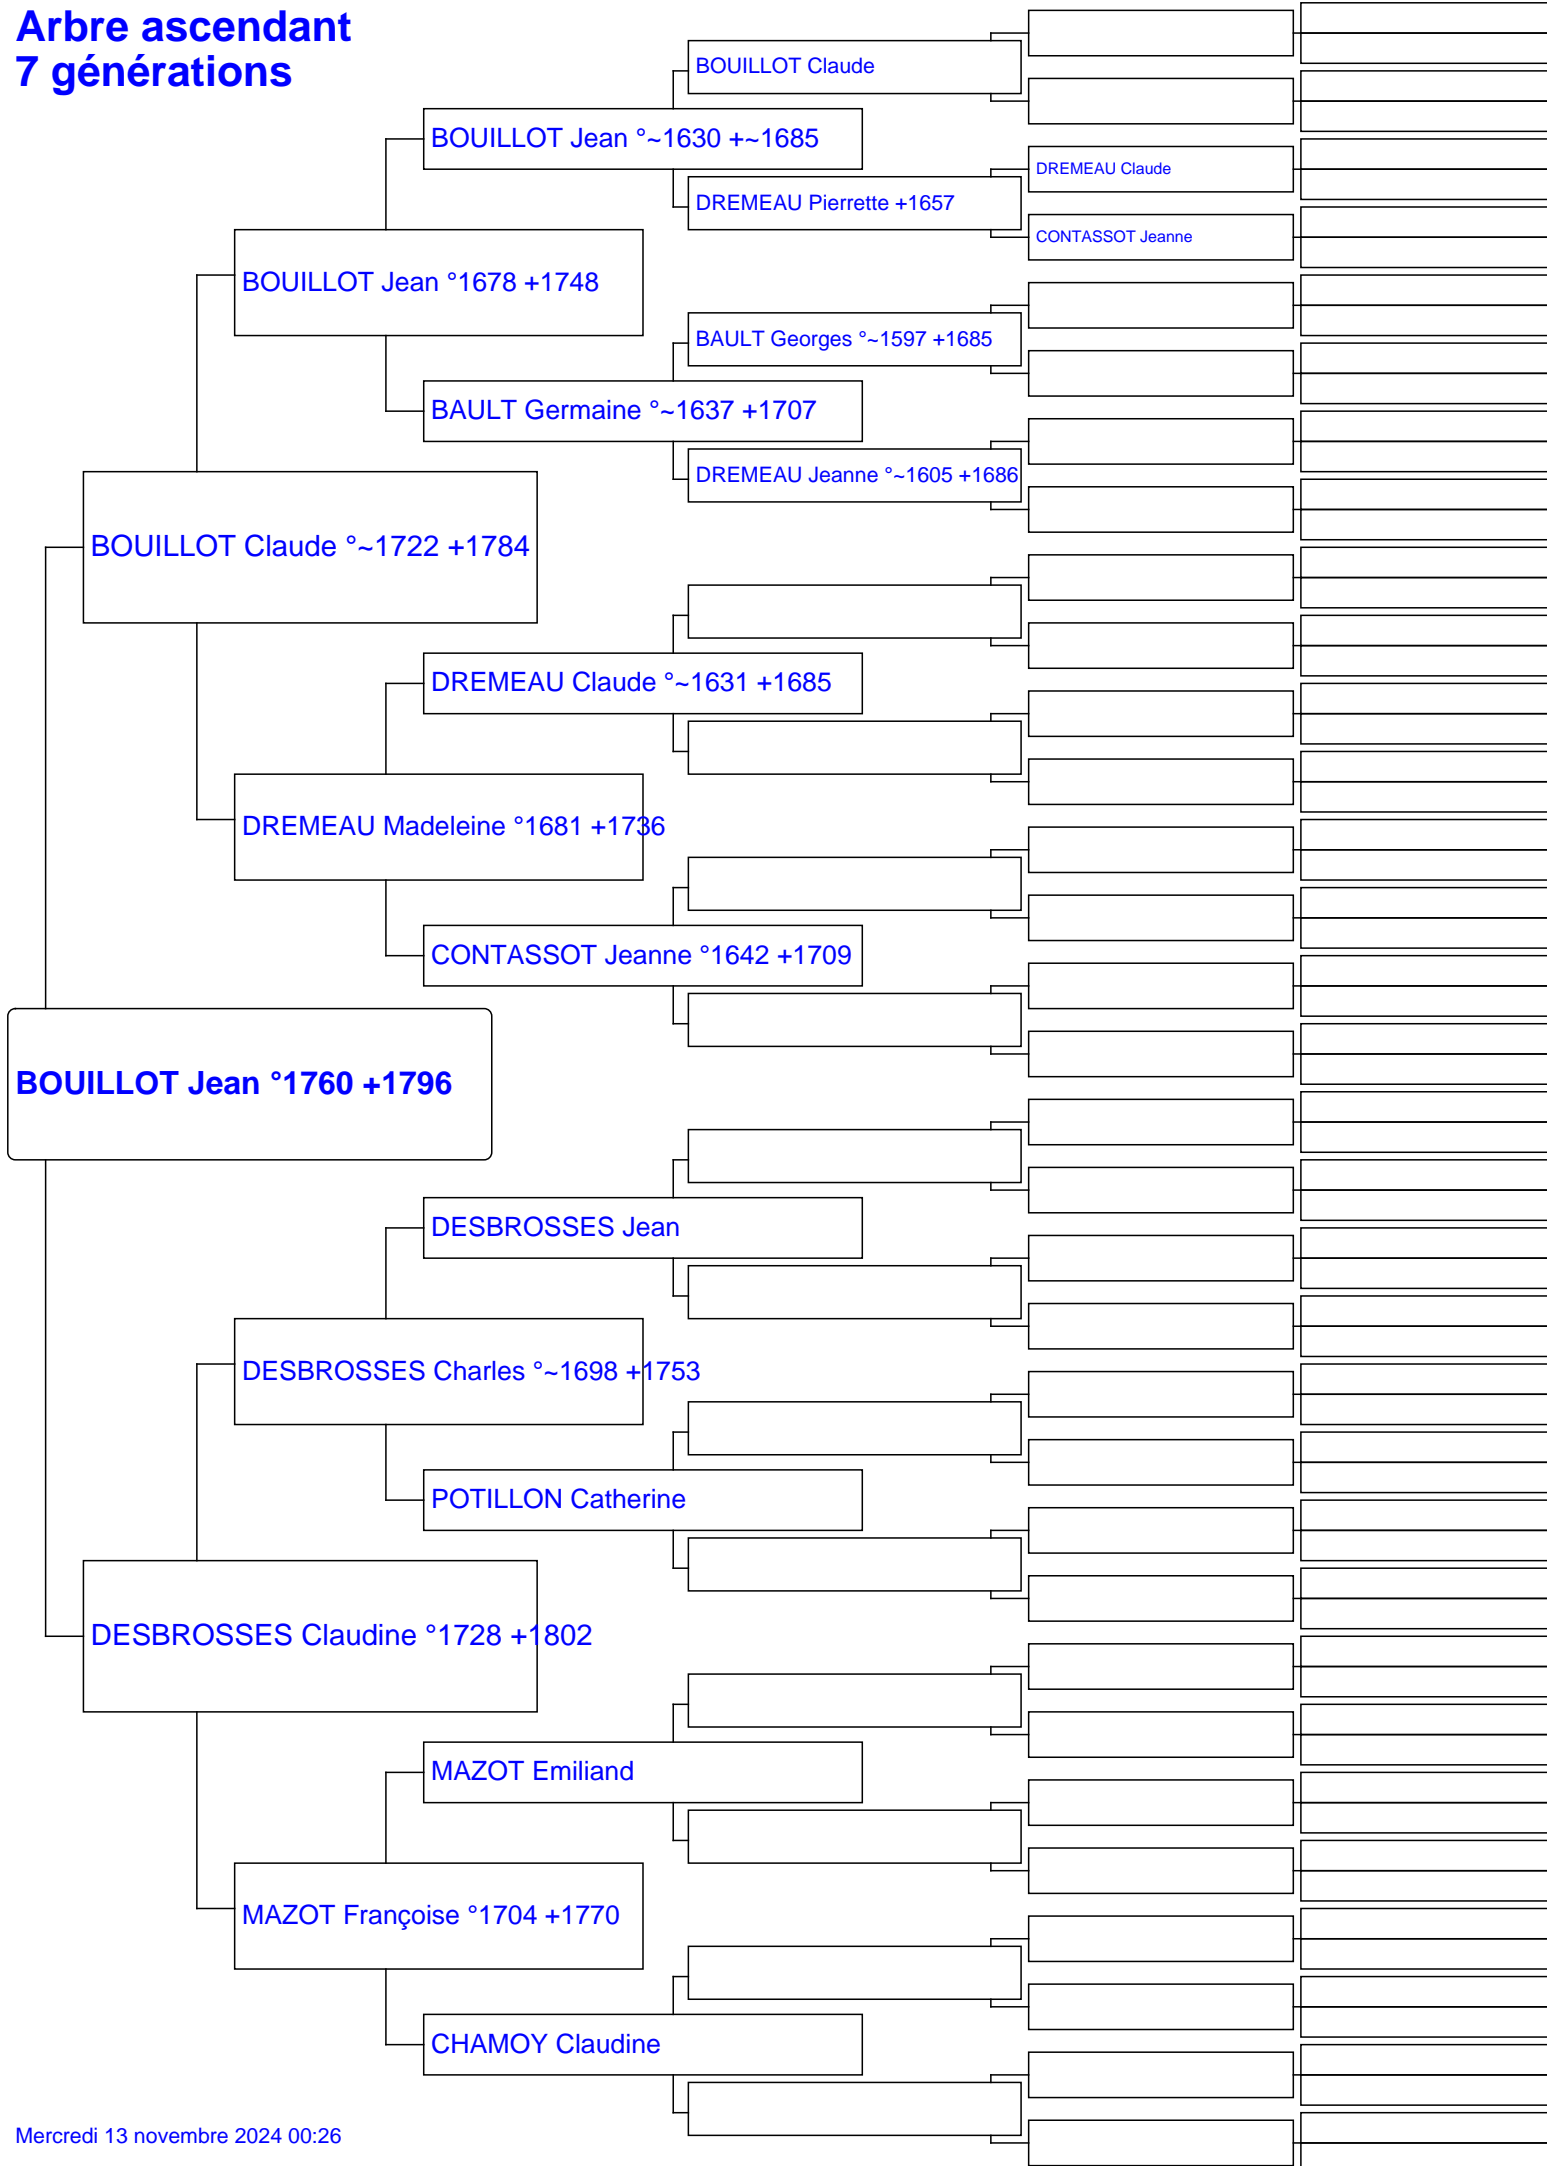 Arbre ascendant
7 générations
BOUILLOT Claude
BOUILLOT Jean °~1630 +~1685
DREMEAU Claude
DREMEAU Pierrette +1657
CONTASSOT Jeanne
BOUILLOT Jean °1678 +1748
BAULT Georges °~1597 +1685
BAULT Germaine °~1637 +1707
DREMEAU Jeanne °~1605 +1686
BOUILLOT Claude °~1722 +1784
DREMEAU Claude °~1631 +1685
DREMEAU Madeleine °1681 +1736
CONTASSOT Jeanne °1642 +1709
BOUILLOT Jean °1760 +1796
DESBROSSES Jean
DESBROSSES Charles °~1698 +1753
POTILLON Catherine
DESBROSSES Claudine °1728 +1802
MAZOT Emiliand
MAZOT Françoise °1704 +1770
CHAMOY Claudine
Mercredi 13 novembre 2024 00:26